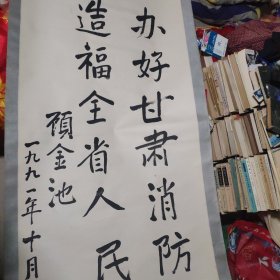 办好甘肃消防
造福全省人民
顾金池
一九九一年十月